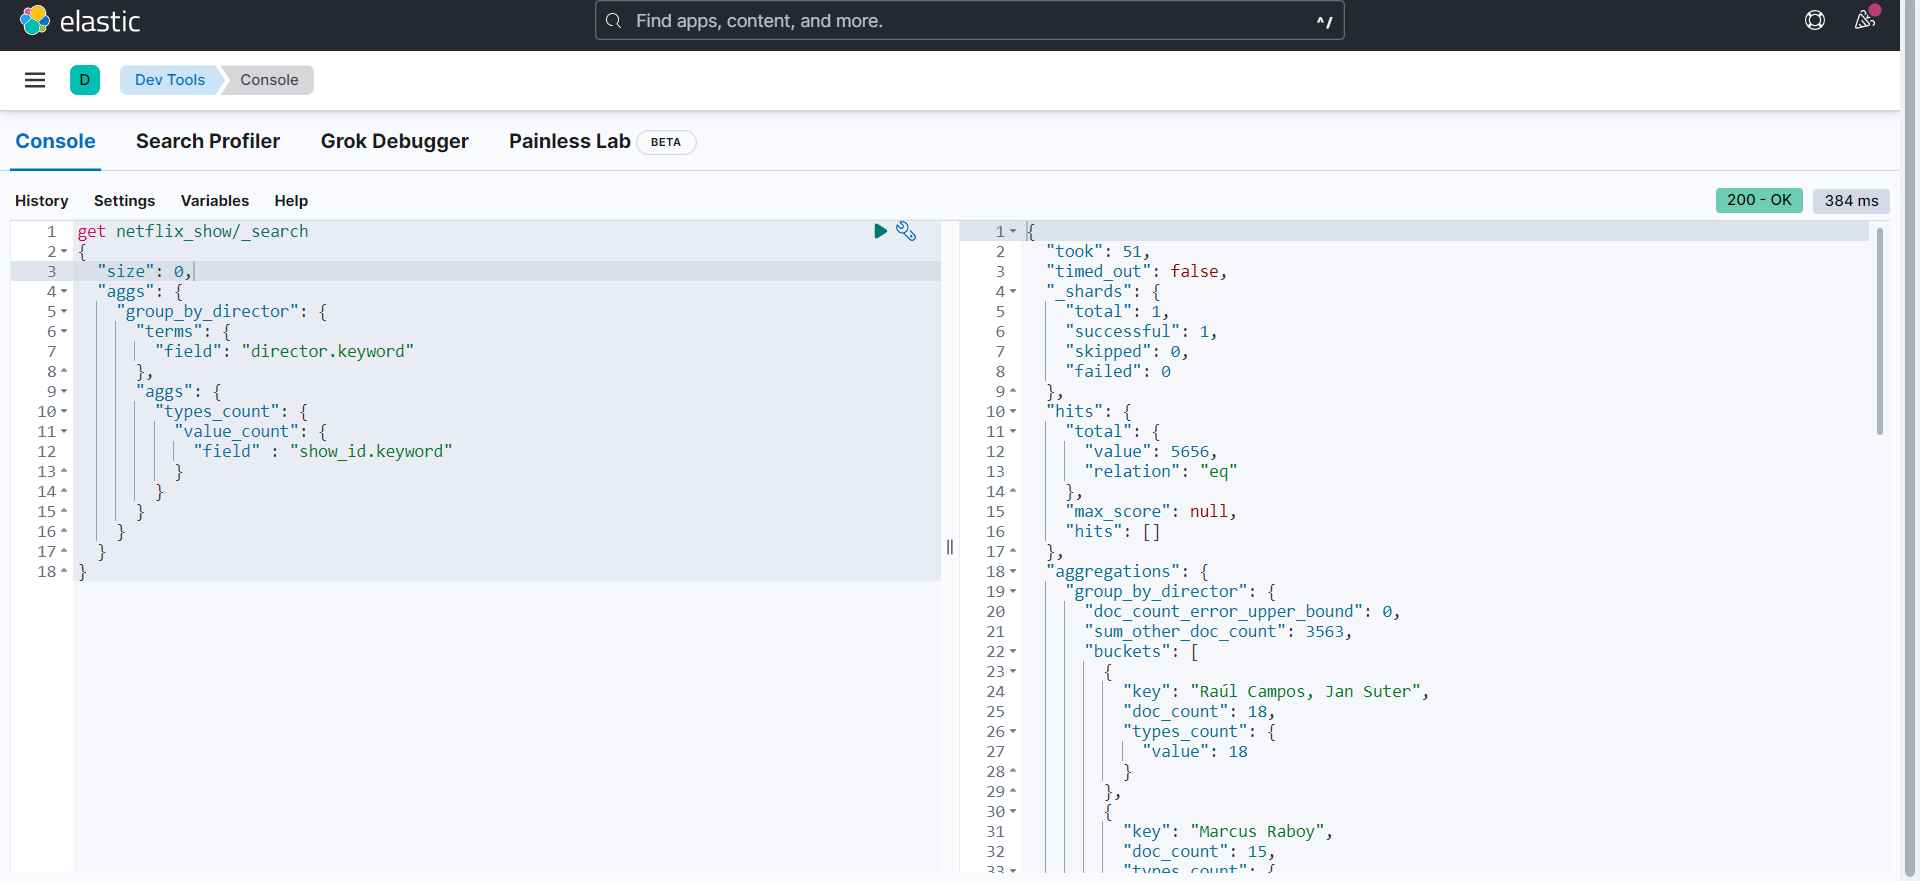 elastic
Find apps, content, and more.
^/
D
Dev Tools
Console
Console
Search Profiler
Grok Debugger
Painless Lab
BETA
History
Settings
Variables
Help
200 - OK
384 ms
1 get netflix_show/_search
2 {
3 "size": 0,
4 "aggs": {
5 "group_by_director": {
6 "terms": {
7 "field": "director.keyword"
8 },
9 "aggs": {
10 "types_count": {
11 "value_count": {
12 "field" : "show_id.keyword"
13 }
14 }
15 }
16 }
17 }
18 }
1 {
2 "took": 51,
3 "timed_out": false,
4 "_shards": {
5 "total": 1,
6 "successful": 1,
7 "skipped": 0,
8 "failed": 0
9 },
10 "hits": {
11 "total": {
12 "value": 5656,
13 "relation": "eq"
14 },
15 "max_score": null,
16 "hits": []
17 },
18 "aggregations": {
19 "group_by_director": {
20 "doc_count_error_upper_bound": 0,
21 "sum_other_doc_count": 3563,
22 "buckets": [
23 {
24 "key": "Raúl Campos, Jan Suter",
25 "doc_count": 18,
26 "types_count": {
27 "value": 18
28 }
29 },
30 {
31 "key": "Marcus Raboy",
32 "doc_count": 15,
33 "types_count": {